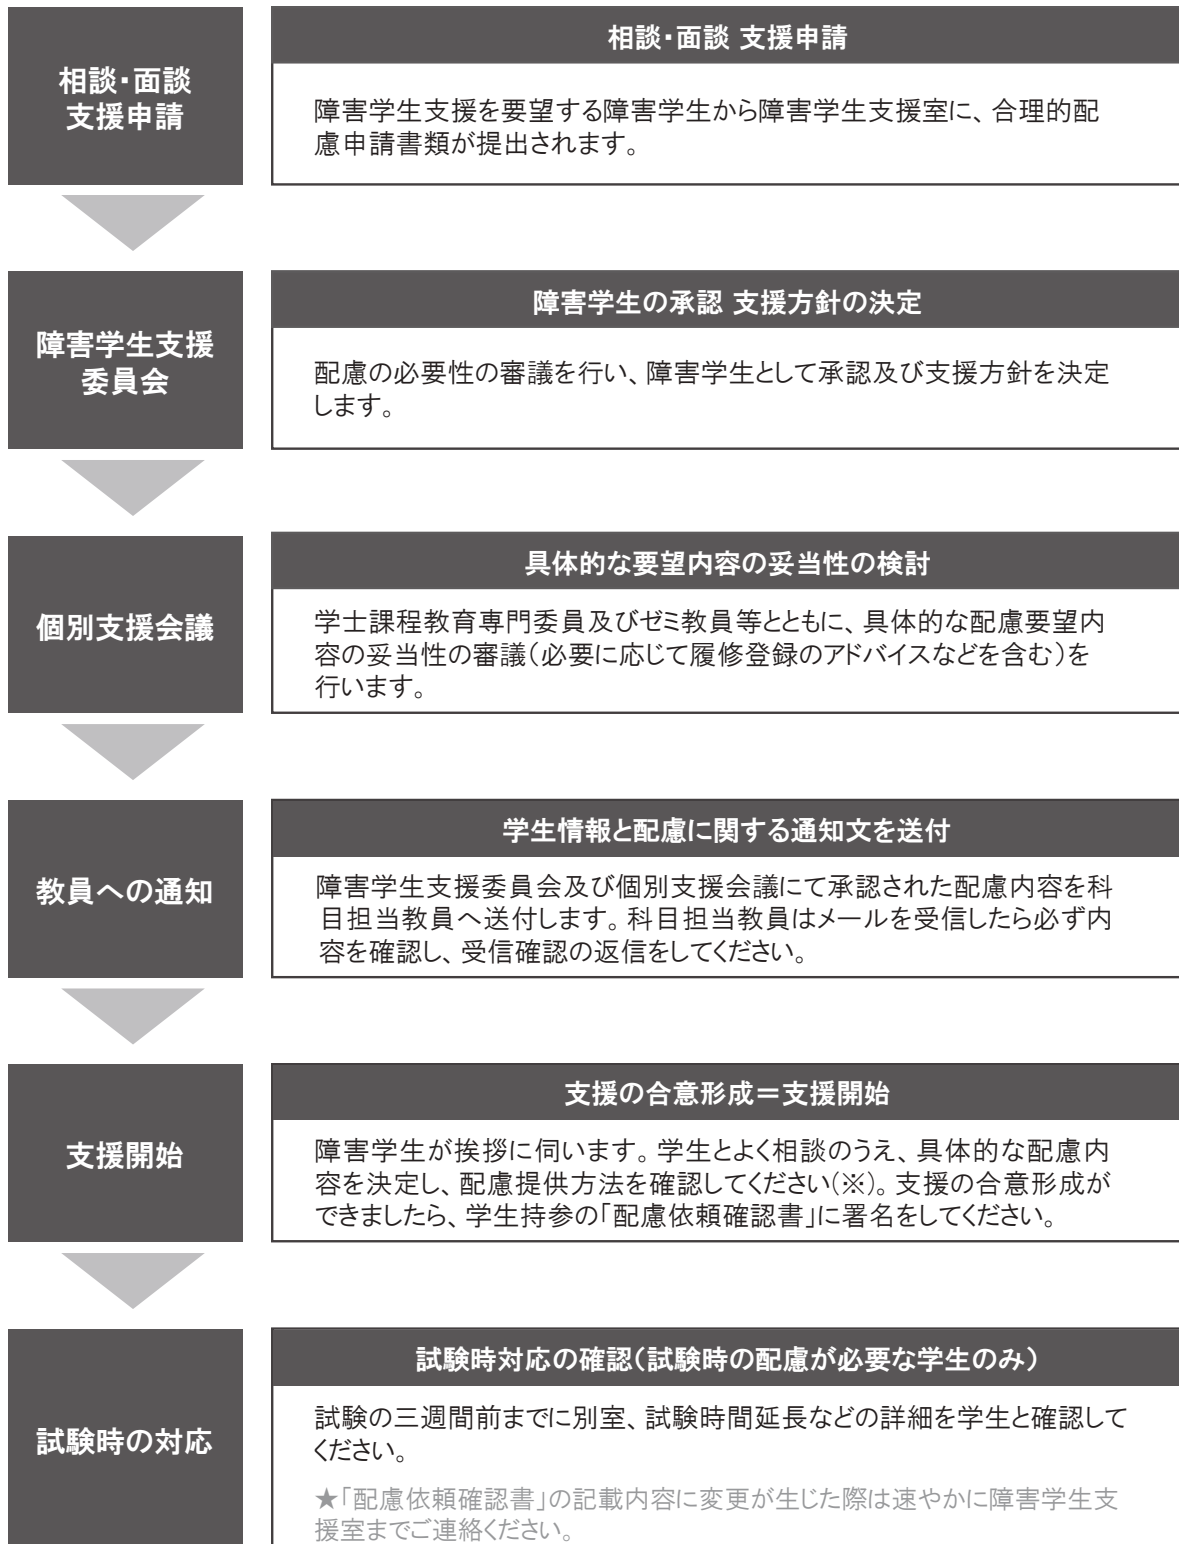 相談・面談
支援申請
相談・面談 支援申請
障害学生支援を要望する障害学生から障害学生支援室に、合理的配
慮申請書類が提出されます。
障害学生支援
委員会
障害学生の承認 支援方針の決定
配慮の必要性の審議を行い、障害学生として承認及び支援方針を決定
します。
個別支援会議
具体的な要望内容の妥当性の検討
学士課程教育専門委員及びゼミ教員等とともに、具体的な配慮要望内
容の妥当性の審議（必要に応じて履修登録のアドバイスなどを含む）を
行います。
教員への通知
学生情報と配慮に関する通知文を送付
障害学生支援委員会及び個別支援会議にて承認された配慮内容を科
目担当教員へ送付します。科目担当教員はメールを受信したら必ず内
容を確認し、受信確認の返信をしてください。
支援開始
支援の合意形成＝支援開始
障害学生が挨拶に伺います。学生とよく相談のうえ、具体的な配慮内
容を決定し、配慮提供方法を確認してください(※)。支援の合意形成が
できましたら、学生持参の「配慮依頼確認書」に署名をしてください。
試験時の対応
試験時対応の確認（試験時の配慮が必要な学生のみ）
試験の三週間前までに別室、試験時間延長などの詳細を学生と確認して
ください。
★「配慮依頼確認書」の記載内容に変更が生じた際は速やかに障害学生支
援室までご連絡ください。